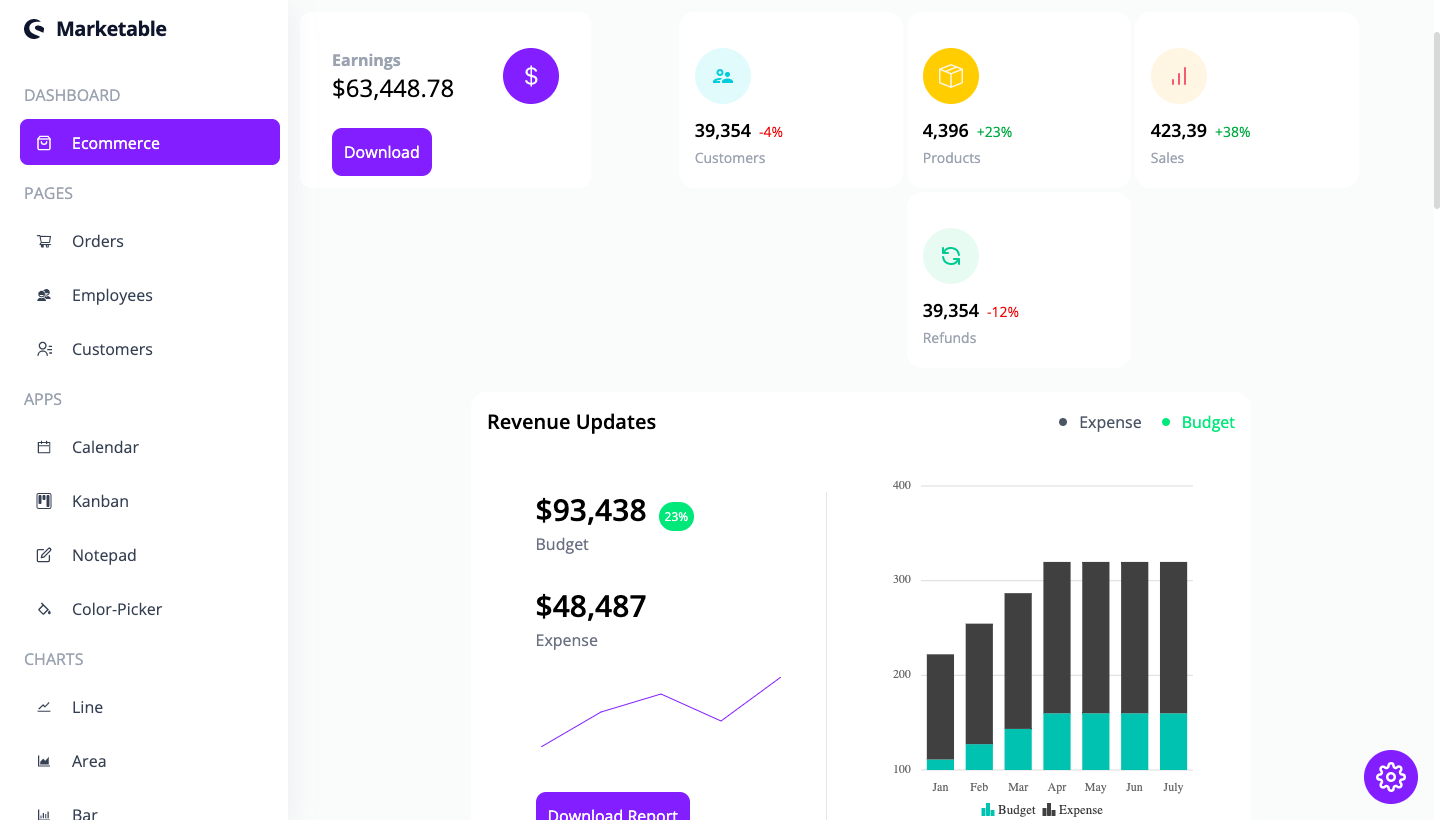 Marketable
DASHBOARD
Ecommerce
PAGES
Orders
Employees
Customers
APPS
Calendar
Kanban
Notepad
Color-Picker
CHARTS
Line
Area
Bar
Earnings
$63,448.78
$
Download
39,354 -4%
Customers
4,396 +23%
Products
423,39 +38%
Sales
39,354 -12%
Refunds
Revenue Updates
Expense
Budget
$93,438 23%
Budget
$48,487
Expense
Download Report
400
300
200
100
Jan Feb Mar Apr May Jun July
Budget Expense